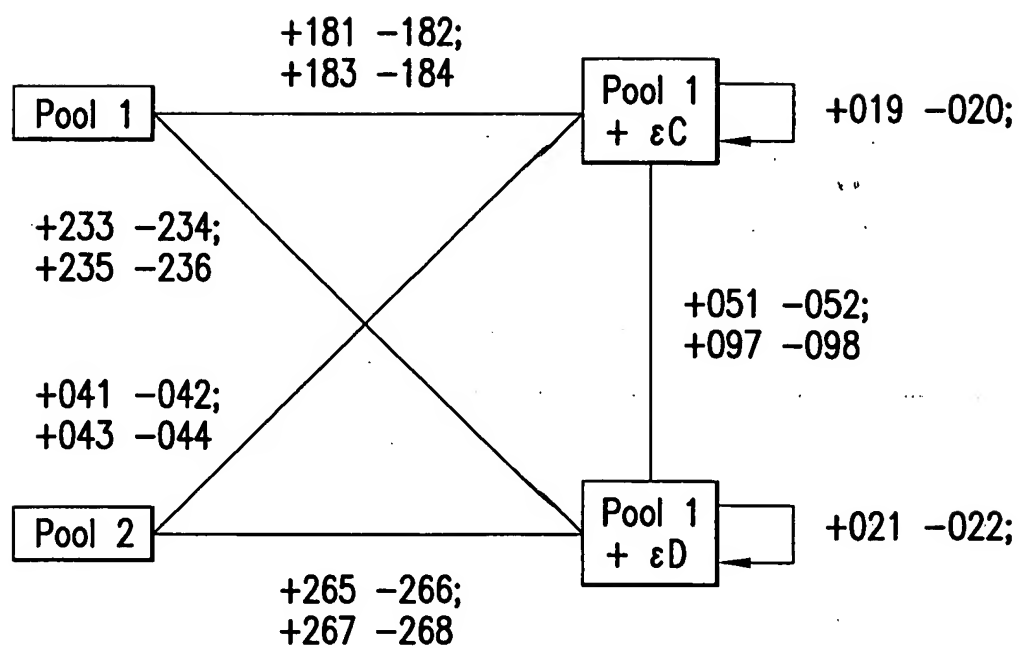 +181 -182;
+183 -184
Pool 1
Pool 1
+ εC
+019 -020;
+233 -234;
+235 -236
+051 -052;
+097 -098
+041 -042;
+043 -044
Pool 2
Pool 1
+ εD
+021 -022;
+265 -266;
+267 -268